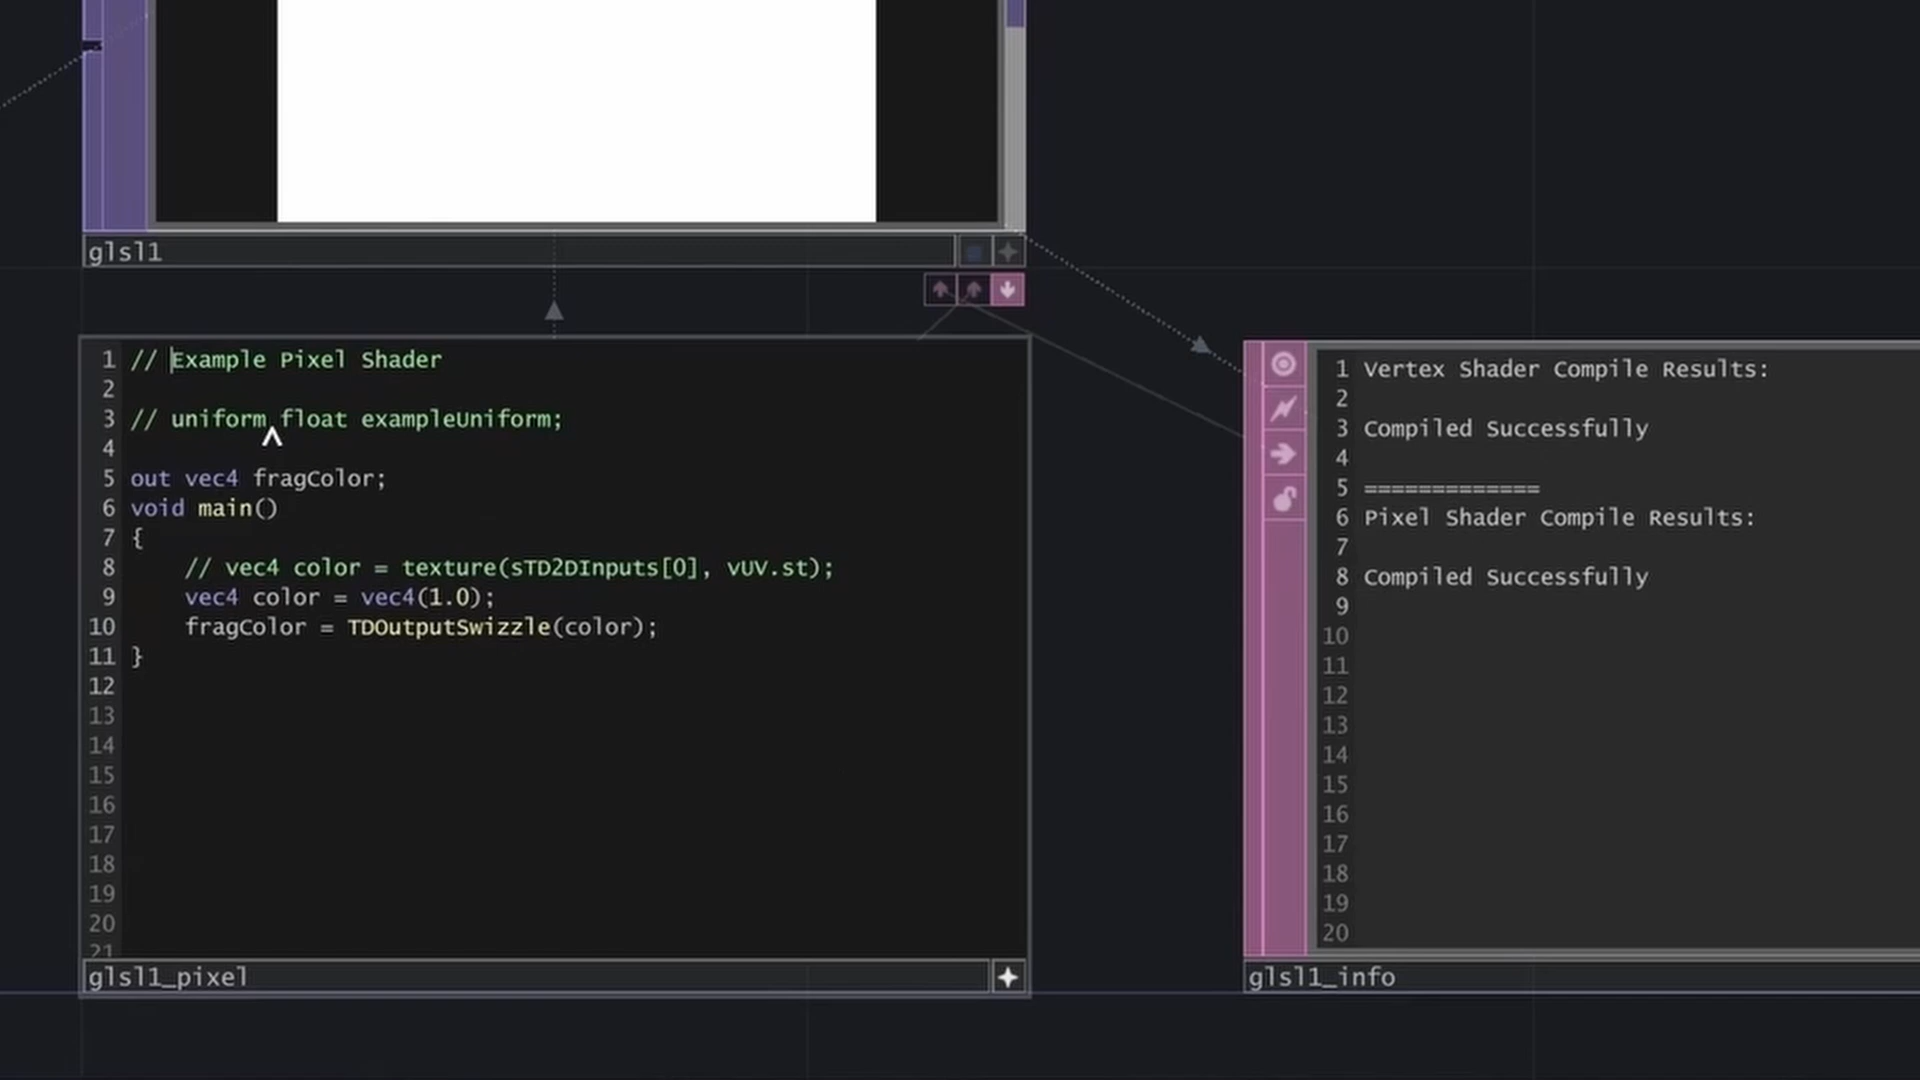 glsl1
1 // Example Pixel Shader
2
3 // uniform float exampleUniform;
4
5 out vec4 fragColor;
6 void main()
7 {
8 // vec4 color = texture(sTD2DInputs[0], vUV.st);
9 vec4 color = vec4(1.0);
10 fragColor = TDOutputSwizzle(color);
11 }
12
13
14
15
16
17
18
19
20
21
glsl1_pixel
1 Vertex Shader Compile Results:
2
3 Compiled Successfully
4
5 =============
6 Pixel Shader Compile Results:
7
8 Compiled Successfully
9
10
11
12
13
14
15
16
17
18
19
20
glsl1_info